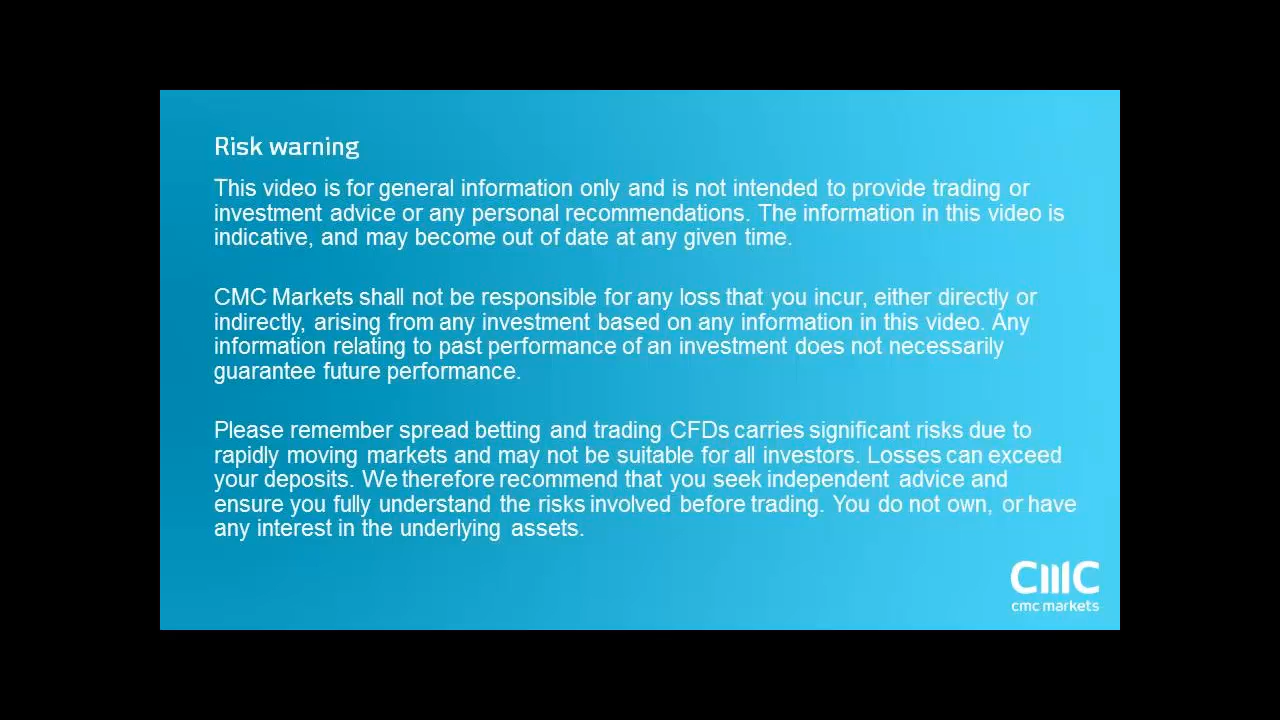 Risk warning
This video is for general information only and is not intended to provide trading or
investment advice or any personal recommendations. The information in this video is
indicative, and may become out of date at any given time.
CMC Markets shall not be responsible for any loss that you incur, either directly or
indirectly, arising from any investment based on any information in this video. Any
information relating to past performance of an investment does not necessarily
guarantee future performance.
Please remember spread betting and trading CFDs carries significant risks due to
rapidly moving markets and may not be suitable for all investors. Losses can exceed
your deposits. We therefore recommend that you seek independent advice and
ensure you fully understand the risks involved before trading. You do not own, or have
any interest in the underlying assets.
CMC
cmc markets